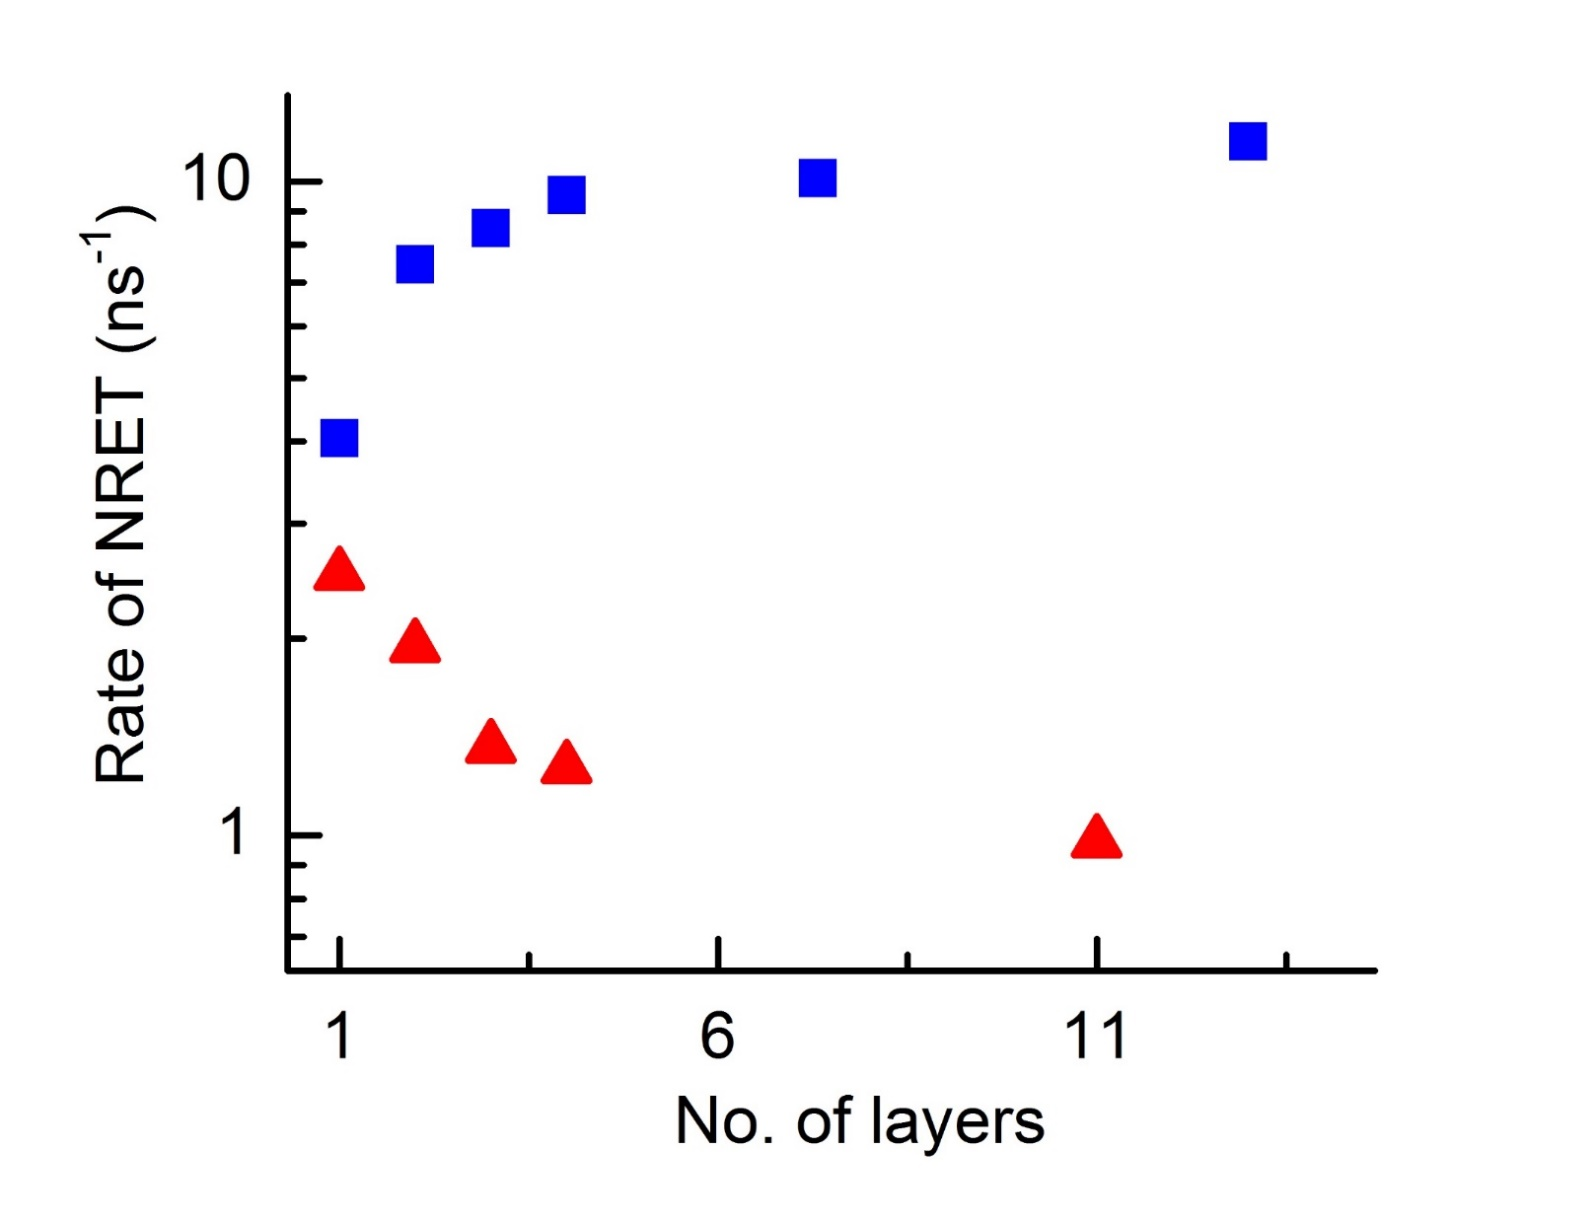 10
1
Rate of NRET (ns⁻¹)
1 6 11
No. of layers